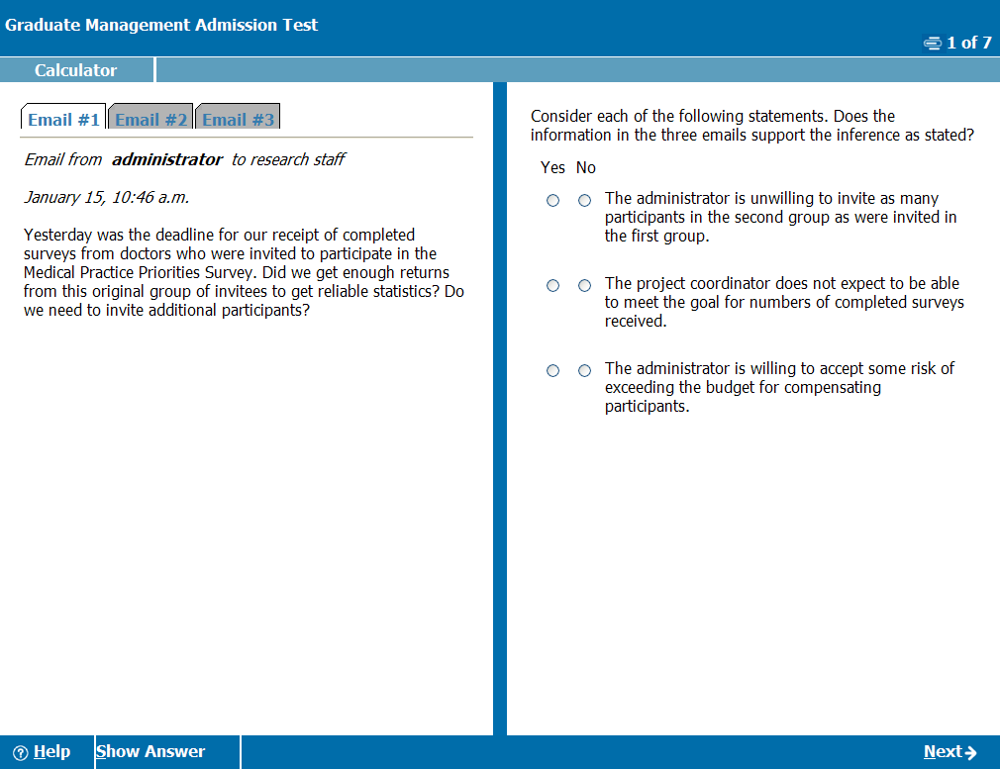 Graduate Management Admission Test
1 of 7
Calculator
Email #1 Email #2 Email #3
Email from administrator to research staff
January 15, 10:46 a.m.
Yesterday was the deadline for our receipt of completed
surveys from doctors who were invited to participate in the
Medical Practice Priorities Survey. Did we get enough returns
from this original group of invitees to get reliable statistics? Do
we need to invite additional participants?
Consider each of the following statements. Does the
information in the three emails support the inference as stated?
Yes No
The administrator is unwilling to invite as many
participants in the second group as were invited in
the first group.
The project coordinator does not expect to be able
to meet the goal for numbers of completed surveys
received.
The administrator is willing to accept some risk of
exceeding the budget for compensating
participants.
? Help
Show Answer
Next